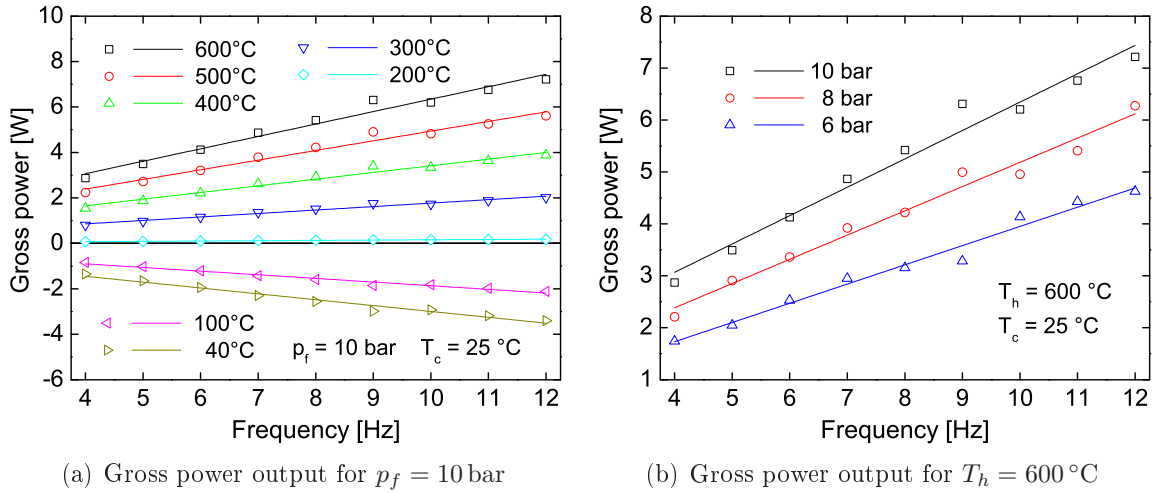 10
8
6
4
2
0
-2
-4
-6
Gross power [W]
600°C
500°C
400°C
300°C
200°C
100°C
40°C
p_f = 10 bar
T_c = 25 °C
4 5 6 7 8 9 10 11 12
Frequency [Hz]
(a) Gross power output for p_f = 10 bar
8
7
6
5
4
3
2
1
Gross power [W]
10 bar
8 bar
6 bar
T_h = 600 °C
T_c = 25 °C
4 5 6 7 8 9 10 11 12
Frequency [Hz]
(b) Gross power output for T_h = 600 °C